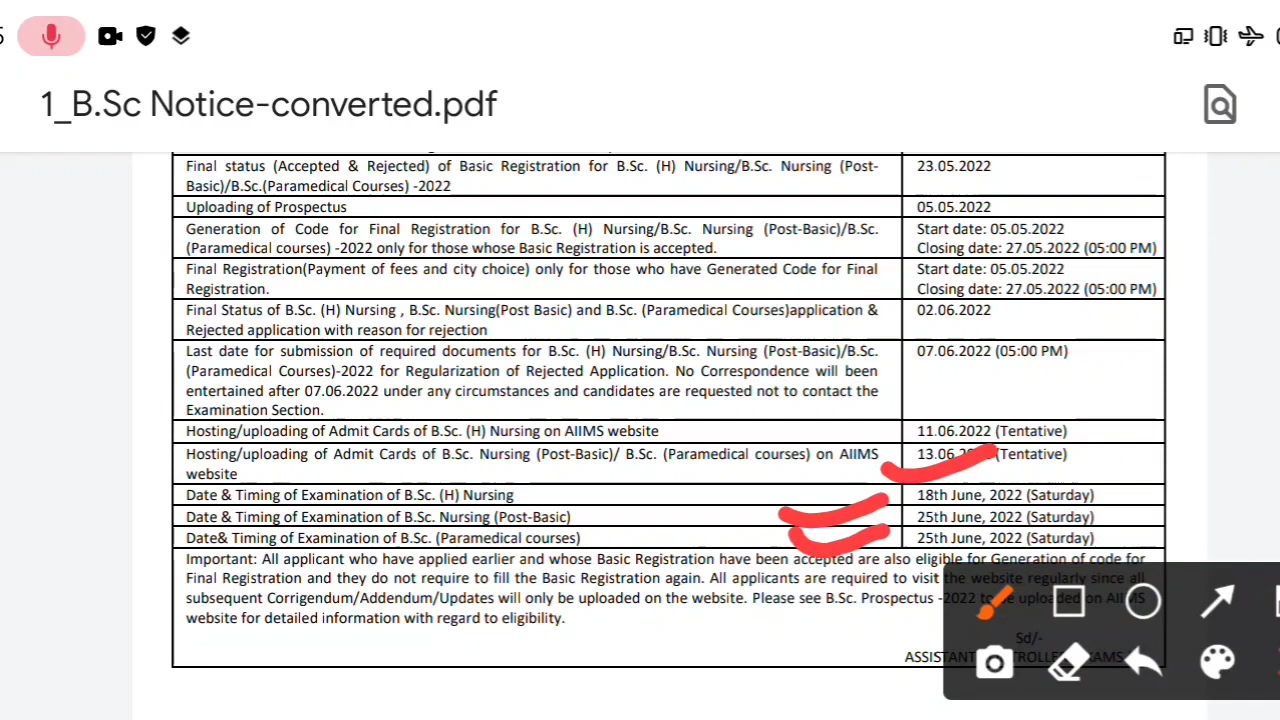 5
1_B.Sc Notice-converted.pdf
Final status (Accepted & Rejected) of Basic Registration for B.Sc. (H) Nursing/B.Sc. Nursing (Post-
Basic)/B.Sc.(Paramedical Courses) -2022
23.05.2022
Uploading of Prospectus
05.05.2022
Generation of Code for Final Registration for B.Sc. (H) Nursing/B.Sc. Nursing (Post-Basic)/B.Sc.
(Paramedical courses) -2022 only for those whose Basic Registration is accepted.
Start date: 05.05.2022
Closing date: 27.05.2022 (05:00 PM)
Final Registration(Payment of fees and city choice) only for those who have Generated Code for Final
Registration.
Start date: 05.05.2022
Closing date: 27.05.2022 (05:00 PM)
Final Status of B.Sc. (H) Nursing , B.Sc. Nursing(Post Basic) and B.Sc. (Paramedical Courses)application &
Rejected application with reason for rejection
02.06.2022
Last date for submission of required documents for B.Sc. (H) Nursing/B.Sc. Nursing (Post-Basic)/B.Sc.
(Paramedical Courses)-2022 for Regularization of Rejected Application. No Correspondence will been
entertained after 07.06.2022 under any circumstances and candidates are requested not to contact the
Examination Section.
07.06.2022 (05:00 PM)
Hosting/uploading of Admit Cards of B.Sc. (H) Nursing on AIIMS website
11.06.2022 (Tentative)
Hosting/uploading of Admit Cards of B.Sc. Nursing (Post-Basic)/ B.Sc. (Paramedical courses) on AIIMS
website
13.06.2022 (Tentative)
Date & Timing of Examination of B.Sc. (H) Nursing
18th June, 2022 (Saturday)
Date & Timing of Examination of B.Sc. Nursing (Post-Basic)
25th June, 2022 (Saturday)
Date& Timing of Examination of B.Sc. (Paramedical courses)
25th June, 2022 (Saturday)
Important: All applicant who have applied earlier and whose Basic Registration have been accepted are also eligible for Generation of code for
Final Registration and they do not require to fill the Basic Registration again. All applicants are required to visit the website regularly since all
subsequent Corrigendum/Addendum/Updates will only be uploaded on the website. Please see B.Sc. Prospectus -2022 to be uploaded on AIIMS
website for detailed information with regard to eligibility.
Sd/-
ASSISTANT